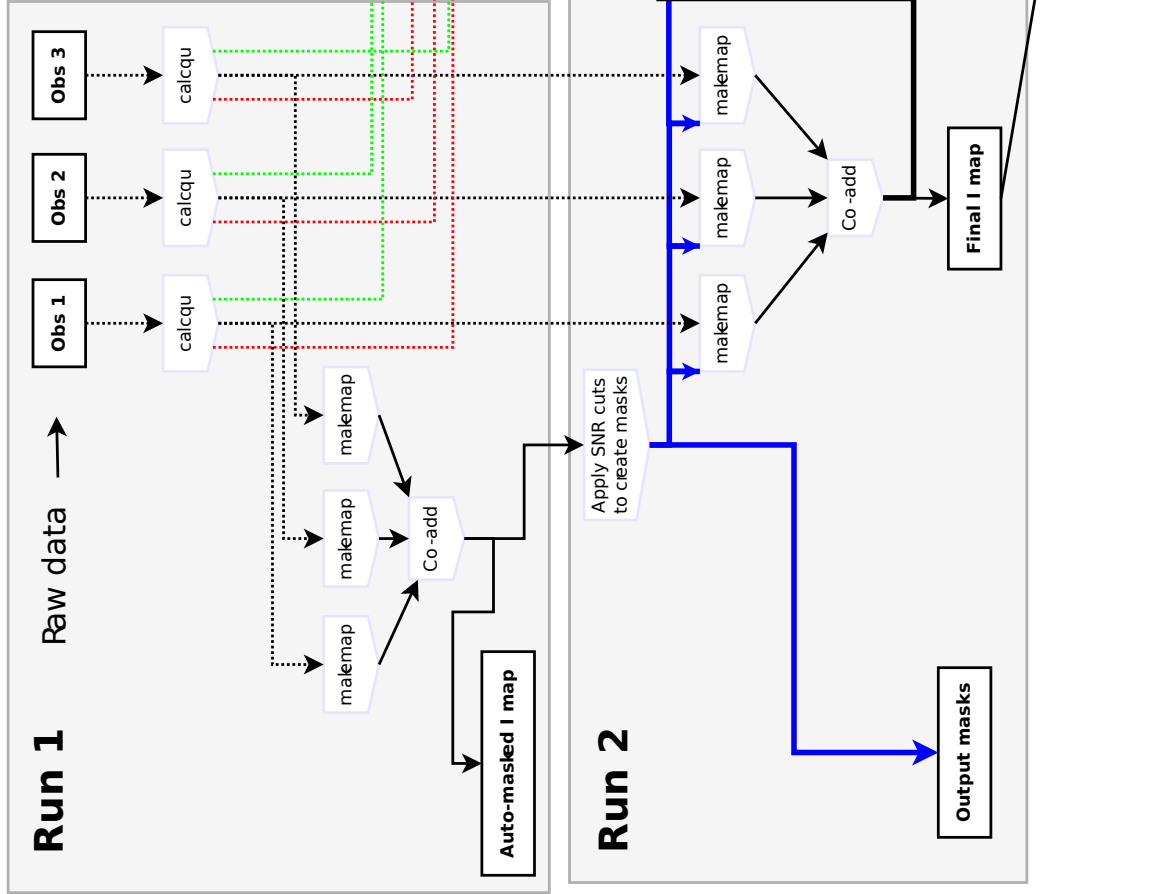 Run 1
Raw data
Obs 1
Obs 2
Obs 3
calcqu
calcqu
calcqu
makemap
makemap
makemap
Co-add
Auto-masked I map
Run 2
Apply SNR cuts
to create masks
makemap
makemap
makemap
Co-add
Output masks
Final I map